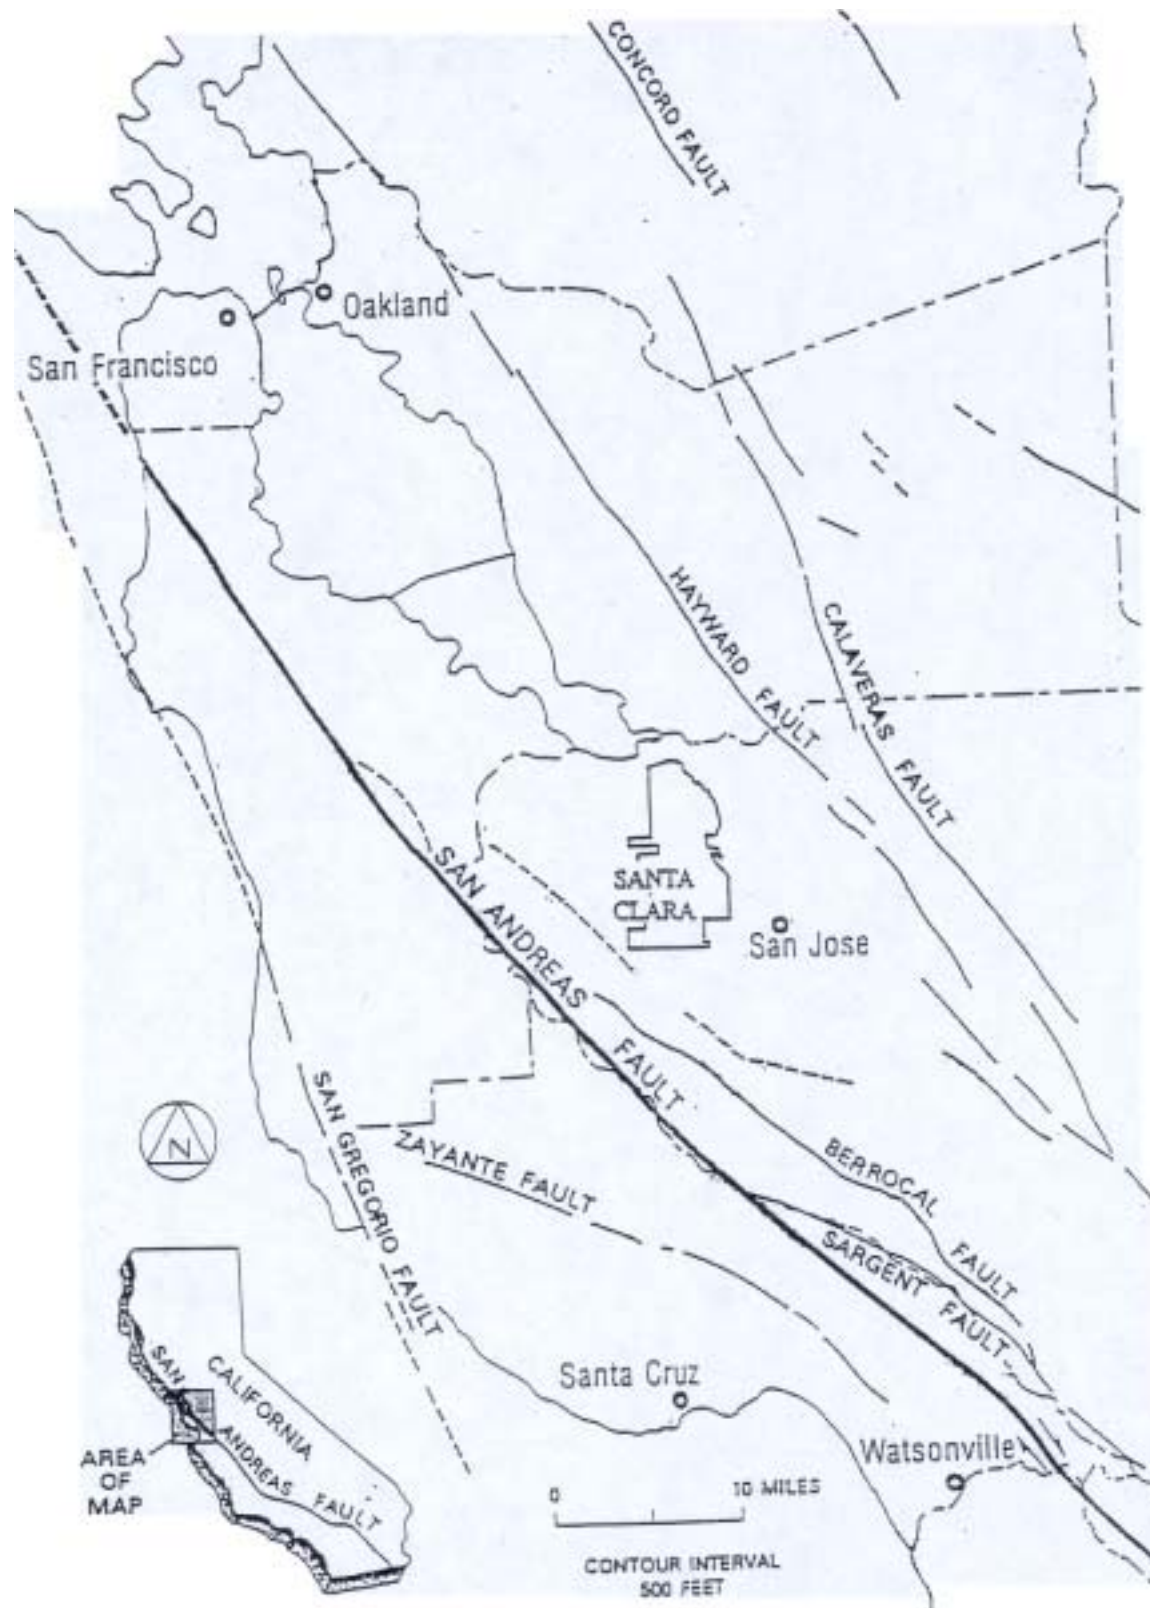 CONCORD FAULT
Oakland
San Francisco
HAYWARD FAULT
CALAVERAS FAULT
SANTA
CLARA
San Jose
SAN ANDREAS FAULT
SAN GREGORIO FAULT
ZAYANTE FAULT
BERROCAL FAULT
SARGENT FAULT
N
Santa Cruz
Watsonville
SAN ANDREAS FAULT
CALIFORNIA
AREA
OF
MAP
0 10 MILES
CONTOUR INTERVAL
500 FEET